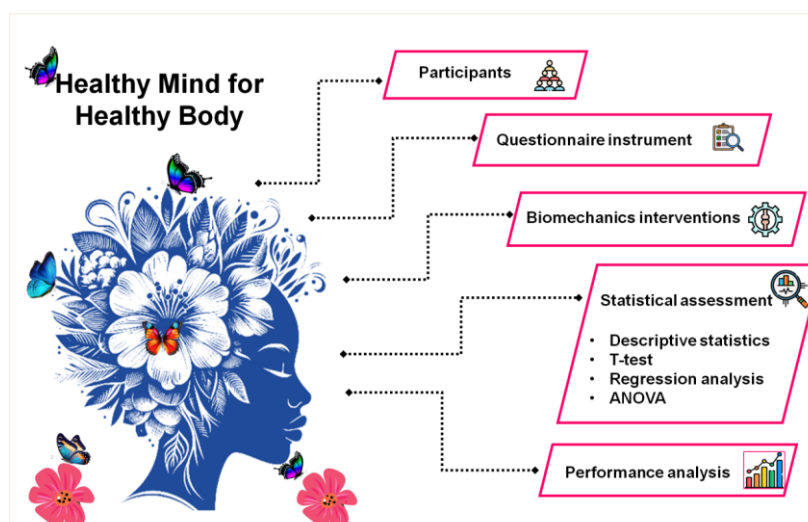 Healthy Mind for
Healthy Body
Participants
Questionnaire instrument
Biomechanics interventions
Statistical assessment
• Descriptive statistics
• T-test
• Regression analysis
• ANOVA
Performance analysis